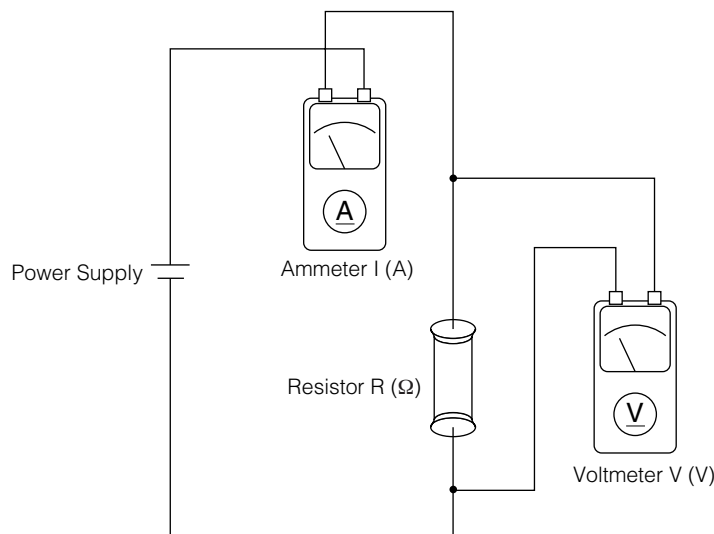 A
Ammeter I (A)
Power Supply
Resistor R (Ω)
V
Voltmeter V (V)